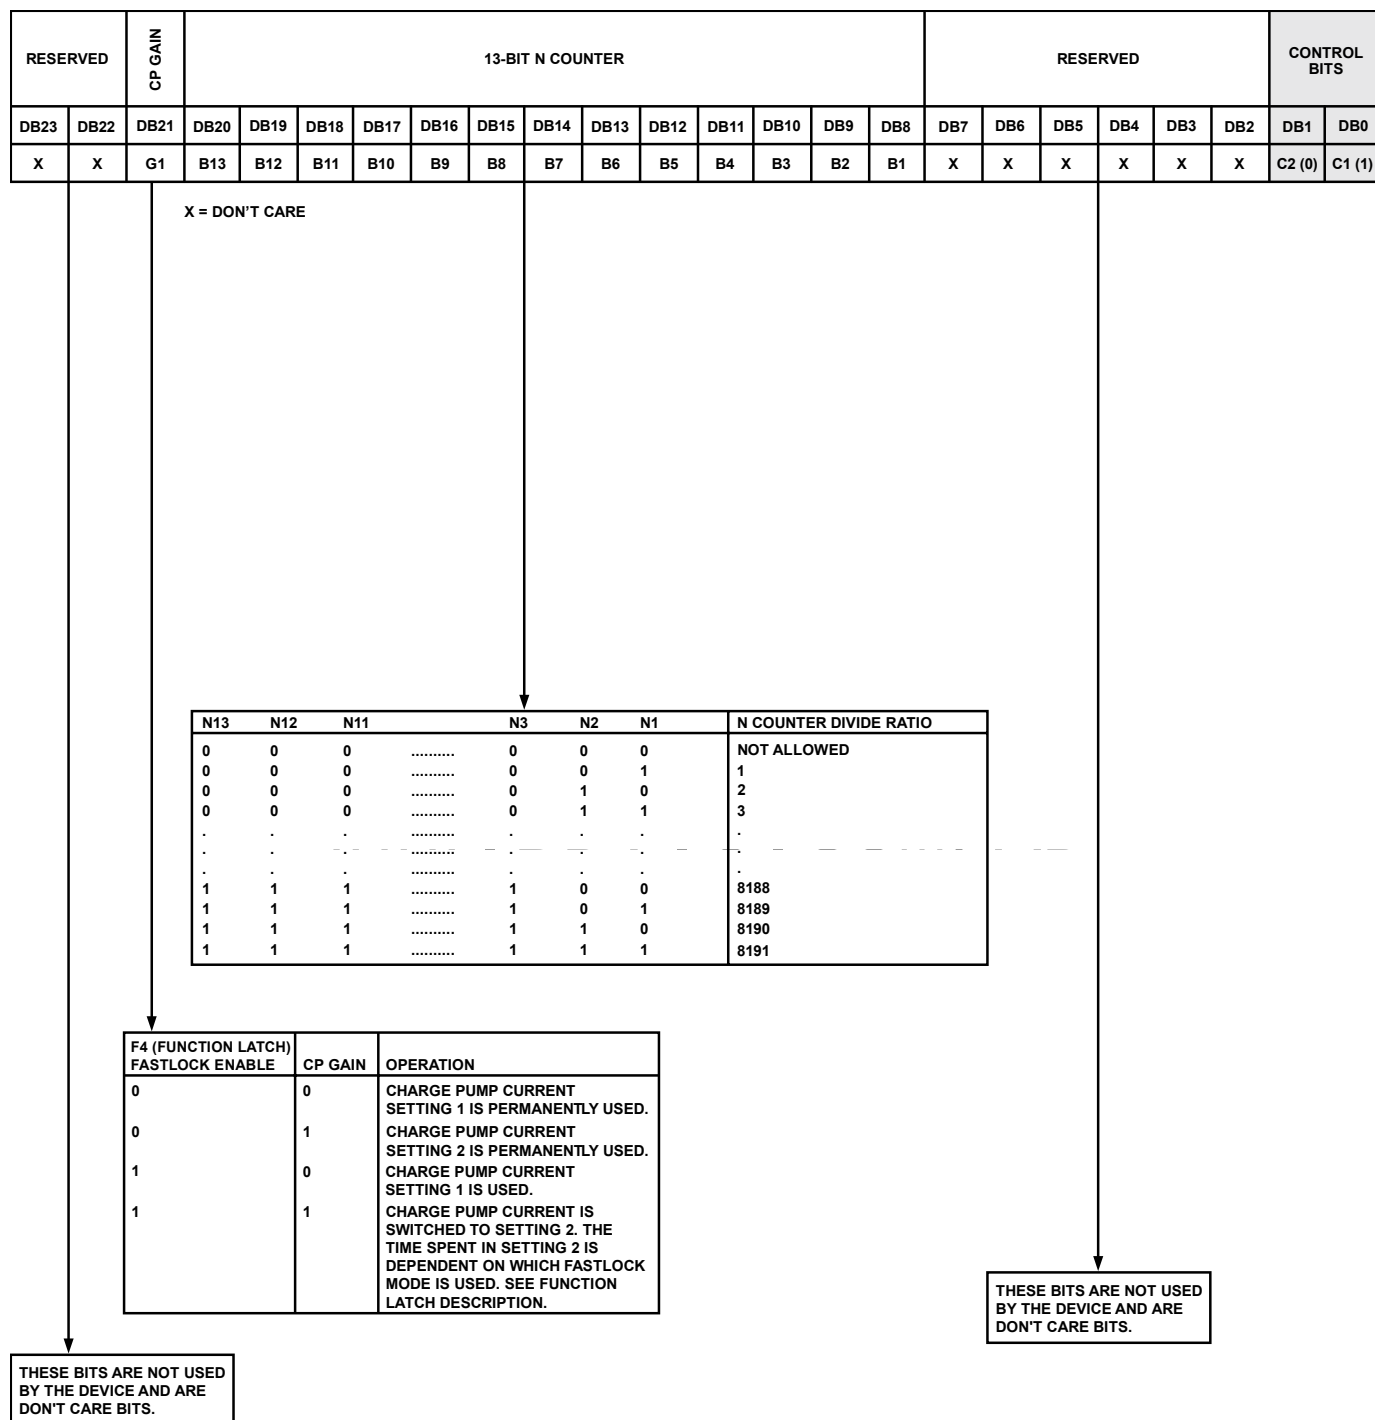 RESERVED
CP GAIN
13-BIT N COUNTER
RESERVED
CONTROL
BITS
DB23 DB22 DB21 DB20 DB19 DB18 DB17 DB16 DB15 DB14 DB13 DB12 DB11 DB10 DB9 DB8 DB7 DB6 DB5 DB4 DB3 DB2 DB1 DB0
X X G1 B13 B12 B11 B10 B9 B8 B7 B6 B5 B4 B3 B2 B1 X X X X X X C2 (0) C1 (1)
X = DON'T CARE
N13 N12 N11 N3 N2 N1 N COUNTER DIVIDE RATIO
0 0 0 .......... 0 0 0 NOT ALLOWED
0 0 0 .......... 0 0 1 1
0 0 0 .......... 0 1 0 2
0 0 0 .......... 0 1 1 3
. . . .......... . . . .
. . . .......... . . . .
. . . .......... . . . .
1 1 1 .......... 1 0 0 8188
1 1 1 .......... 1 0 1 8189
1 1 1 .......... 1 1 0 8190
1 1 1 .......... 1 1 1 8191
F4 (FUNCTION LATCH)
FASTLOCK ENABLE CP GAIN OPERATION
0 0 CHARGE PUMP CURRENT
SETTING 1 IS PERMANENTLY USED.
0 1 CHARGE PUMP CURRENT
SETTING 2 IS PERMANENTLY USED.
1 0 CHARGE PUMP CURRENT
SETTING 1 IS USED.
1 1 CHARGE PUMP CURRENT IS
SWITCHED TO SETTING 2. THE
TIME SPENT IN SETTING 2 IS
DEPENDENT ON WHICH FASTLOCK
MODE IS USED. SEE FUNCTION
LATCH DESCRIPTION.
THESE BITS ARE NOT USED
BY THE DEVICE AND ARE
DON'T CARE BITS.
THESE BITS ARE NOT USED
BY THE DEVICE AND ARE
DON'T CARE BITS.